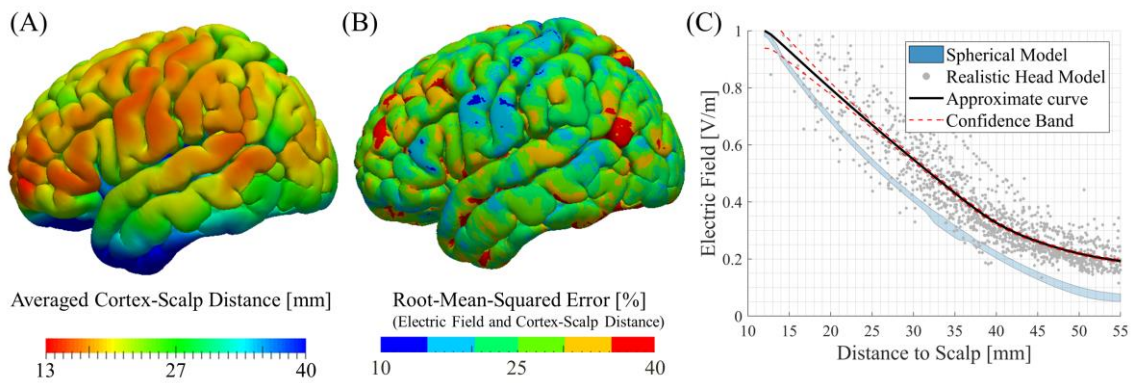 (A)
Averaged Cortex-Scalp Distance [mm]
13 27 40
(B)
Root-Mean-Squared Error [%]
(Electric Field and Cortex-Scalp Distance)
10 25 40
(C)
Electric Field [V/m]
1
0.8
0.6
0.4
0.2
0
Spherical Model
Realistic Head Model
Approximate curve
Confidence Band
10 15 20 25 30 35 40 45 50 55
Distance to Scalp [mm]